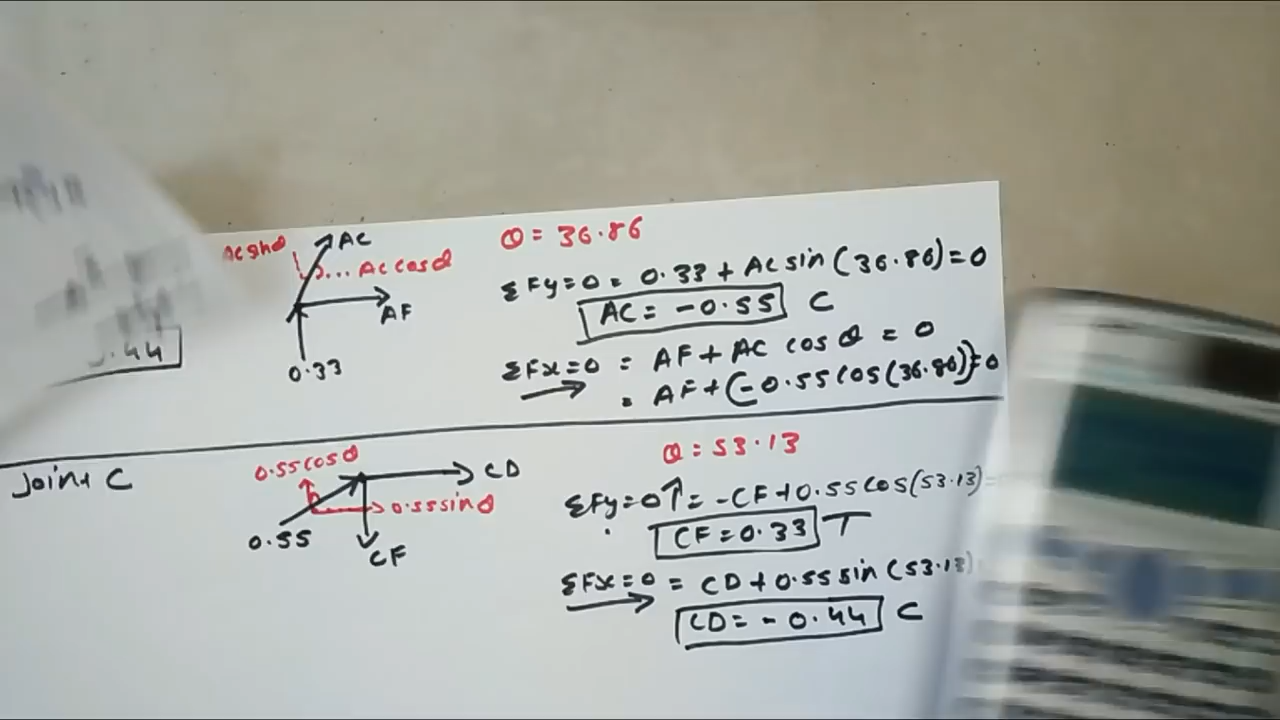 θ = 36.86
AC sinθ
AC
... AC cosθ
AF
0.33
ΣFy=0 = 0.33 + AC sin(36.86)=0
AC = -0.55 C
ΣFx=0 = AF + AC cos θ = 0
= AF + (-0.55 cos(36.86))=0
.44
Joint C
0.55 cosθ
CD
0.55 sinθ
0.55
CF
θ = 53.13
ΣFy=0↑ = -CF + 0.55 cos(53.13)=
CF = 0.33 T
ΣFx=0 = CD + 0.55 sin(53.13)
CD = -0.44 C